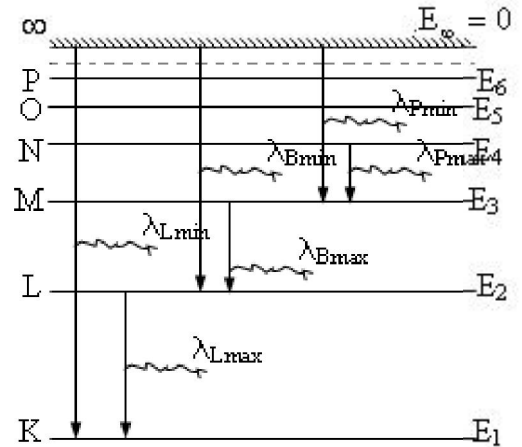 ∞ E∞ = 0
P E6
O λPmin E5
N λBmin λPmax E4
M E3
λLmin λBmax
L E2
λLmax
K E1